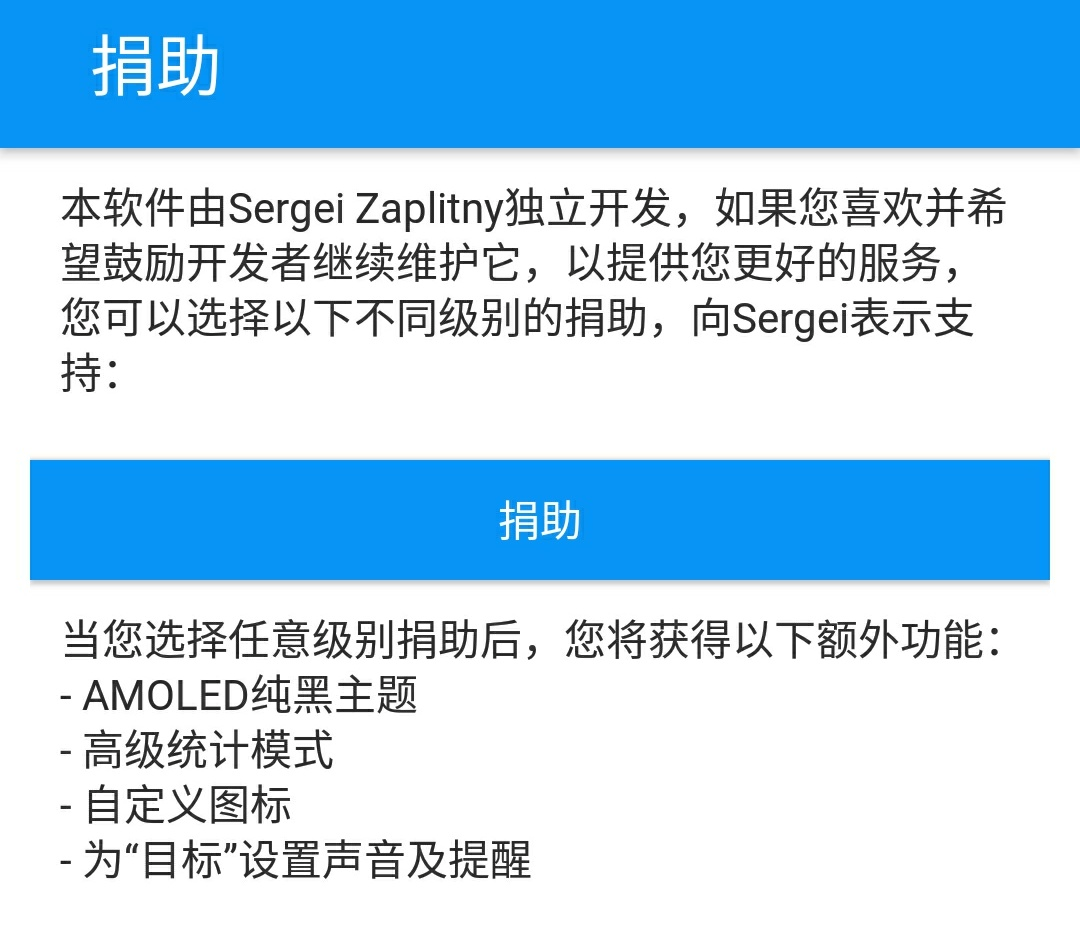 捐助
本软件由Sergei Zaplitny独立开发，如果您喜欢并希
望鼓励开发者继续维护它，以提供您更好的服务，
您可以选择以下不同级别的捐助，向Sergei表示支
持：
捐助
当您选择任意级别捐助后，您将获得以下额外功能：
- AMOLED纯黑主题
- 高级统计模式
- 自定义图标
- 为“目标”设置声音及提醒